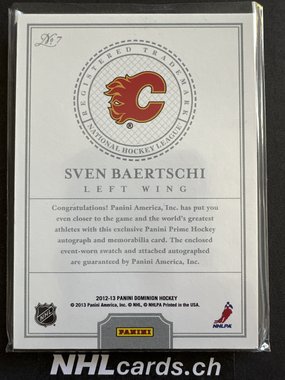 No 7
REGISTERED TRADEMARK
NATIONAL HOCKEY LEAGUE
C
®
SVEN BAERTSCHI
LEFT WING
Congratulations! Panini America, Inc. has put you
even closer to the game and the world's greatest
athletes with this exclusive Panini Prime Hockey
autograph and memorabilia card. The enclosed
event-worn swatch and attached autographed
are guaranteed by Panini America, Inc.
2012-13 PANINI DOMINION HOCKEY
© 2013 Panini America, Inc. © NHL, © NHLPA Printed in the USA.
NHL
PANINI
NHLPA
NHLcards.ch